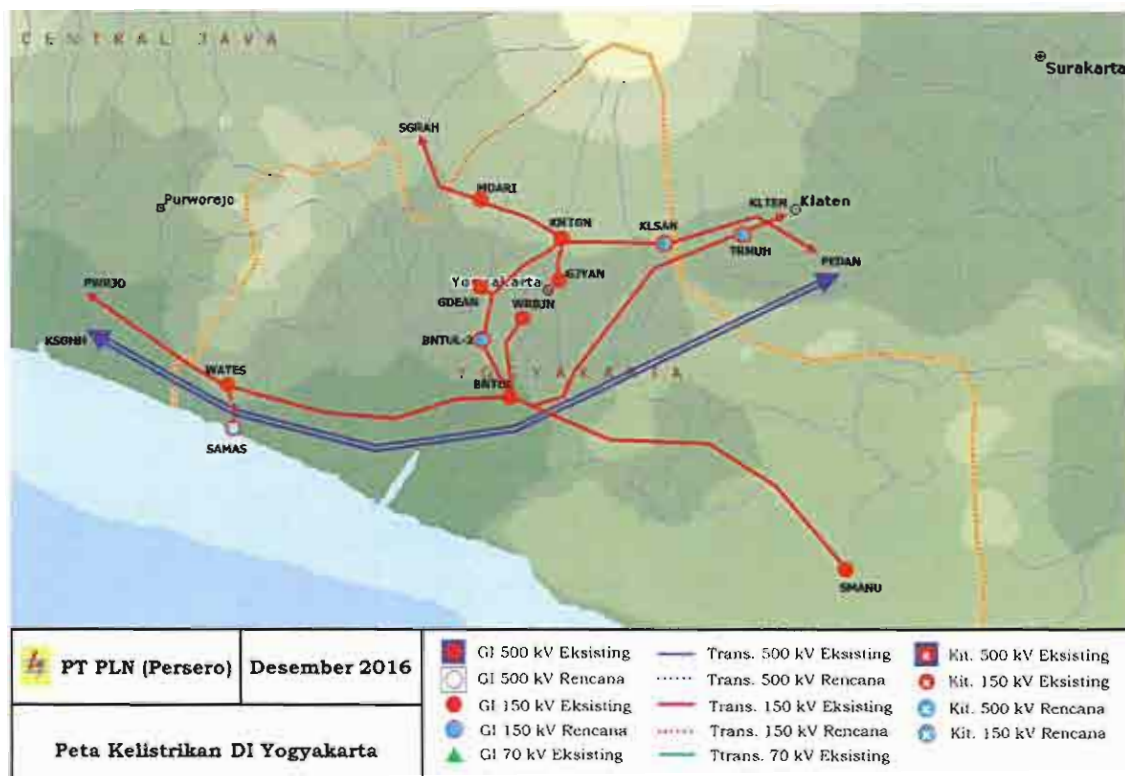 CENTRAL JAVA
Surakarta
SGRAH
MDARI
Purworejo
KNTGN
KLSAN
KLTEN
Klaten
TRMUH
PEDAN
GJYAN
Yogyakarta
GDEAN
WRBJN
PWRJO
KSGHN
BNTUL-2
WATES
YOGYAKARTA
BNTUL
SAMAS
SMANU
PT PLN (Persero)
Desember 2016
Peta Kelistrikan DI Yogyakarta
GI 500 kV Eksisting
GI 500 kV Rencana
GI 150 kV Eksisting
GI 150 kV Rencana
GI 70 kV Eksisting
Trans. 500 kV Eksisting
Trans. 500 kV Rencana
Trans. 150 kV Eksisting
Trans. 150 kV Rencana
Ttrans. 70 kV Eksisting
Kit. 500 kV Eksisting
Kit. 150 kV Eksisting
Kit. 500 kV Rencana
Kit. 150 kV Rencana